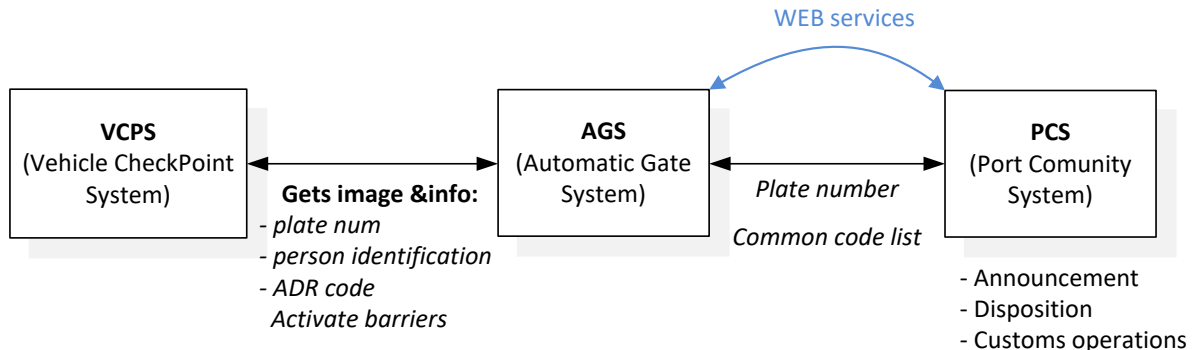 WEB services
VCPS
(Vehicle CheckPoint
System)
Gets image &info:
- plate num
- person identification
- ADR code
Activate barriers
AGS
(Automatic Gate
System)
Plate number
Common code list
PCS
(Port Comunity
System)
- Announcement
- Disposition
- Customs operations